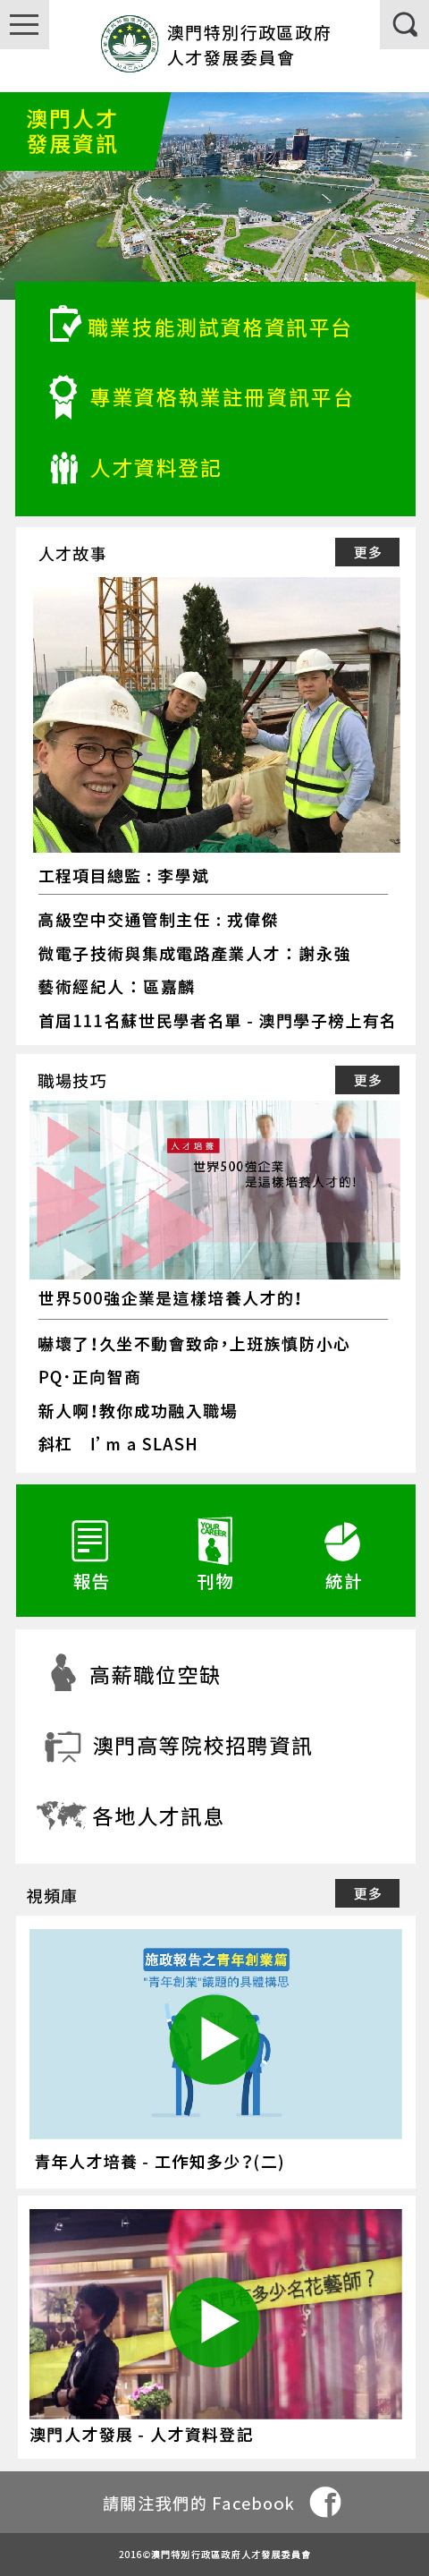 澳門特別行政區政府
人才發展委員會
澳門人才
發展資訊
職業技能測試資格資訊平台
專業資格執業註冊資訊平台
人才資料登記
人才故事
更多
工程項目總監：李學斌
高級空中交通管制主任：戎偉傑
微電子技術與集成電路產業人才：謝永強
藝術經紀人：區嘉麟
首屆111名蘇世民學者名單 - 澳門學子榜上有名
職場技巧
更多
人才培養
世界500強企業
是這樣培養人才的!
世界500強企業是這樣培養人才的!
嚇壞了!久坐不動會致命,上班族慎防小心
PQ·正向智商
新人啊!教你成功融入職場
斜杠 I’ m a SLASH
YOUR
CAREER
報告
刊物
統計
高薪職位空缺
澳門高等院校招聘資訊
各地人才訊息
視頻庫
更多
施政報告之青年創業篇
"青年創業"議題的具體構思
青年人才培養 - 工作知多少?(二)
全澳門有多少名花藝師？
澳門人才發展 - 人才資料登記
請關注我們的 Facebook
2016©澳門特別行政區政府人才發展委員會